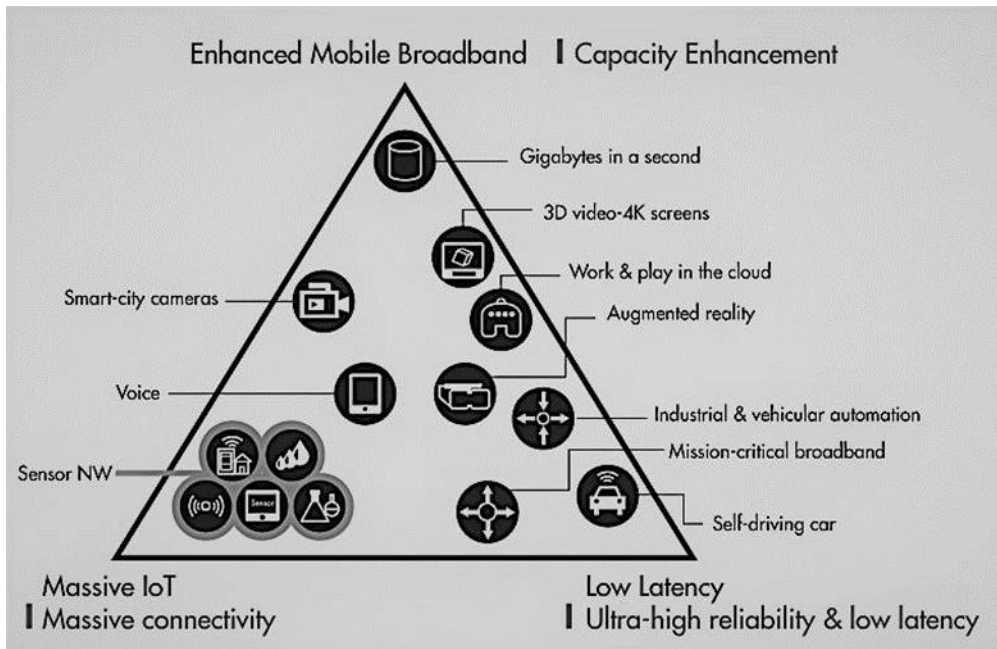 Enhanced Mobile Broadband
Capacity Enhancement
Gigabytes in a second
3D video-4K screens
Work & play in the cloud
Smart-city cameras
Augmented reality
Voice
Industrial & vehicular automation
Mission-critical broadband
Sensor NW
Sensor
Self-driving car
Massive IoT
Massive connectivity
Low Latency
Ultra-high reliability & low latency